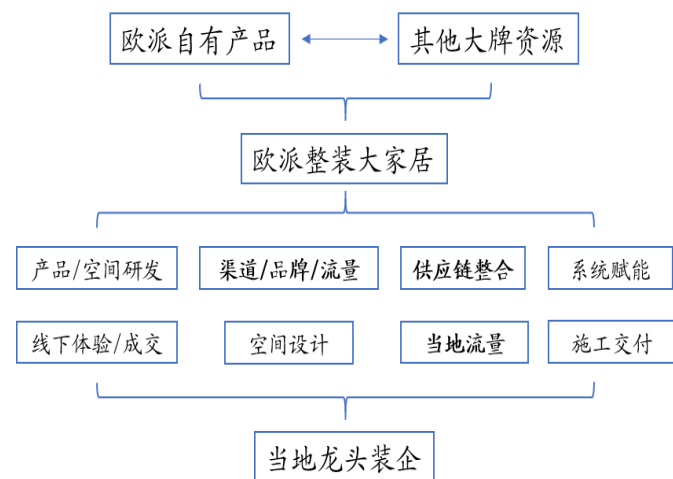 欧派自有产品
其他大牌资源
欧派整装大家居
产品/空间研发
渠道/品牌/流量
供应链整合
系统赋能
线下体验/成交
空间设计
当地流量
施工交付
当地龙头装企